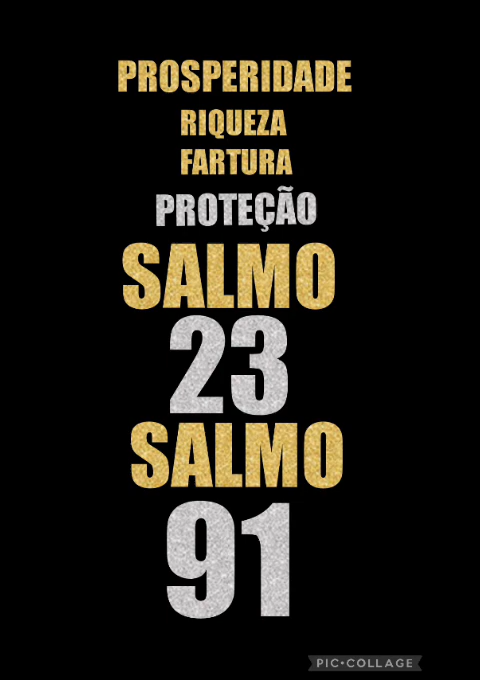 PROSPERIDADE
RIQUEZA
FARTURA
PROTEÇÃO
SALMO
23
SALMO
91
PIC•COLLAGE